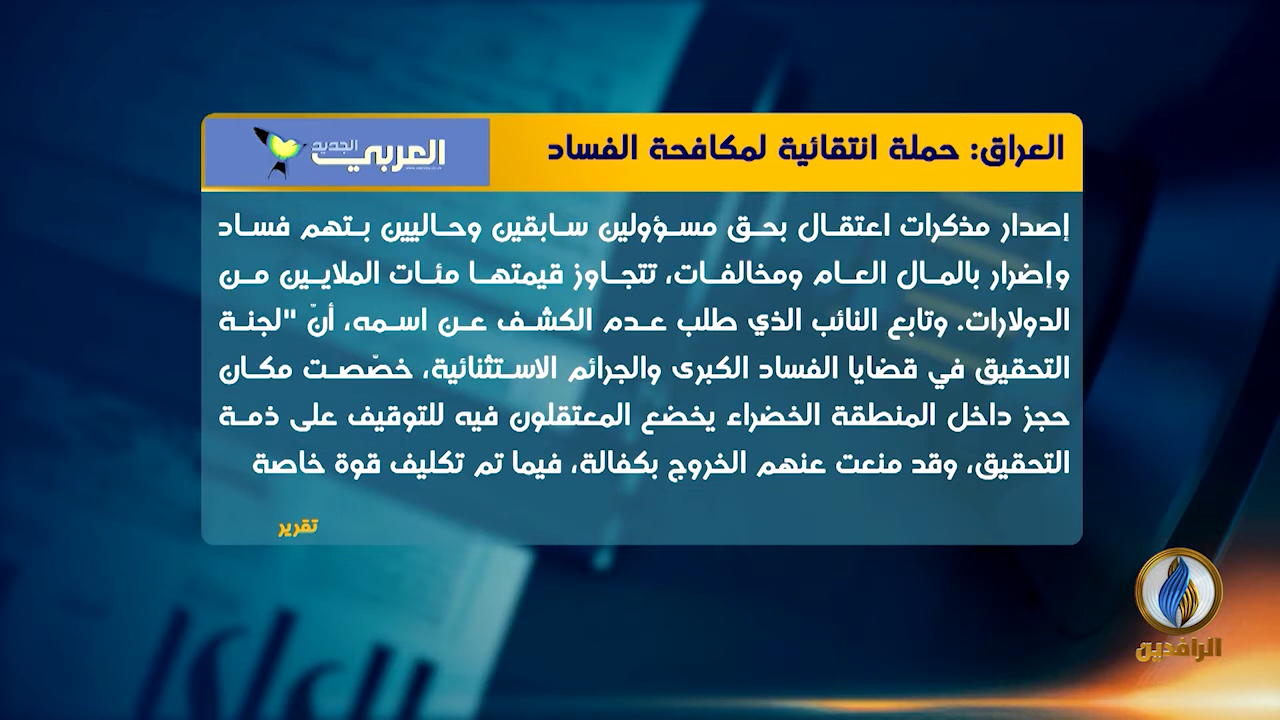 العراق: حملة انتقائية لمكافحة الفساد
العربي الجديد
إصدار مذكرات اعتقال بحق مسؤولين سابقين وحاليين بتهم فساد
وإضرار بالمال العام ومخالفات، تتجاوز قيمتها مئات الملايين من
الدولارات. وتابع النائب الذي طلب عدم الكشف عن اسمه، أنّ "لجنة
التحقيق في قضايا الفساد الكبرى والجرائم الاستثنائية، خصّصت مكان
حجز داخل المنطقة الخضراء يخضع المعتقلون فيه للتوقيف على ذمة
التحقيق، وقد منعت عنهم الخروج بكفالة، فيما تم تكليف قوة خاصة
تقرير
الرافدين